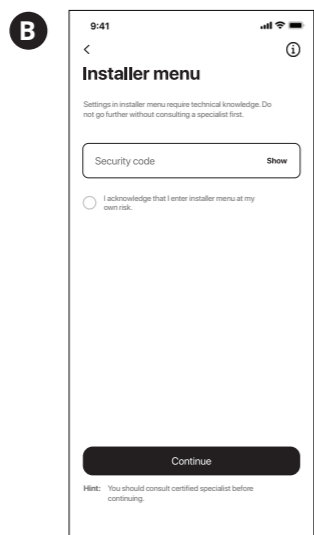 B
9:41
Installer menu
Settings in installer menu require technical knowledge. Do
not go further without consulting a specialist first.
Security code Show
I acknowledge that I enter installer menu at my
own risk.
Continue
Hint: You should consult certified specialist before
continuing.